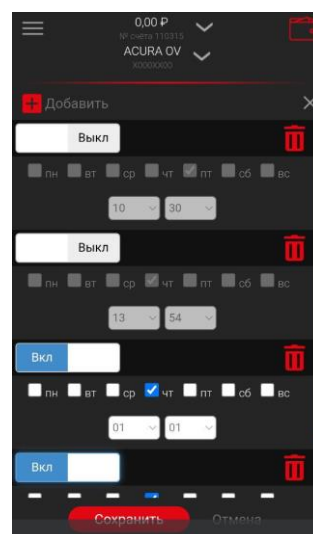 0,00 ₽
№ счета 110315
ACURA OV
X000XX00
+ Добавить
Выкл
пн вт ср чт пт сб вс
10 30
Выкл
пн вт ср чт пт сб вс
13 54
Вкл
пн вт ср чт пт сб вс
01 01
Вкл
Сохранить Отмена